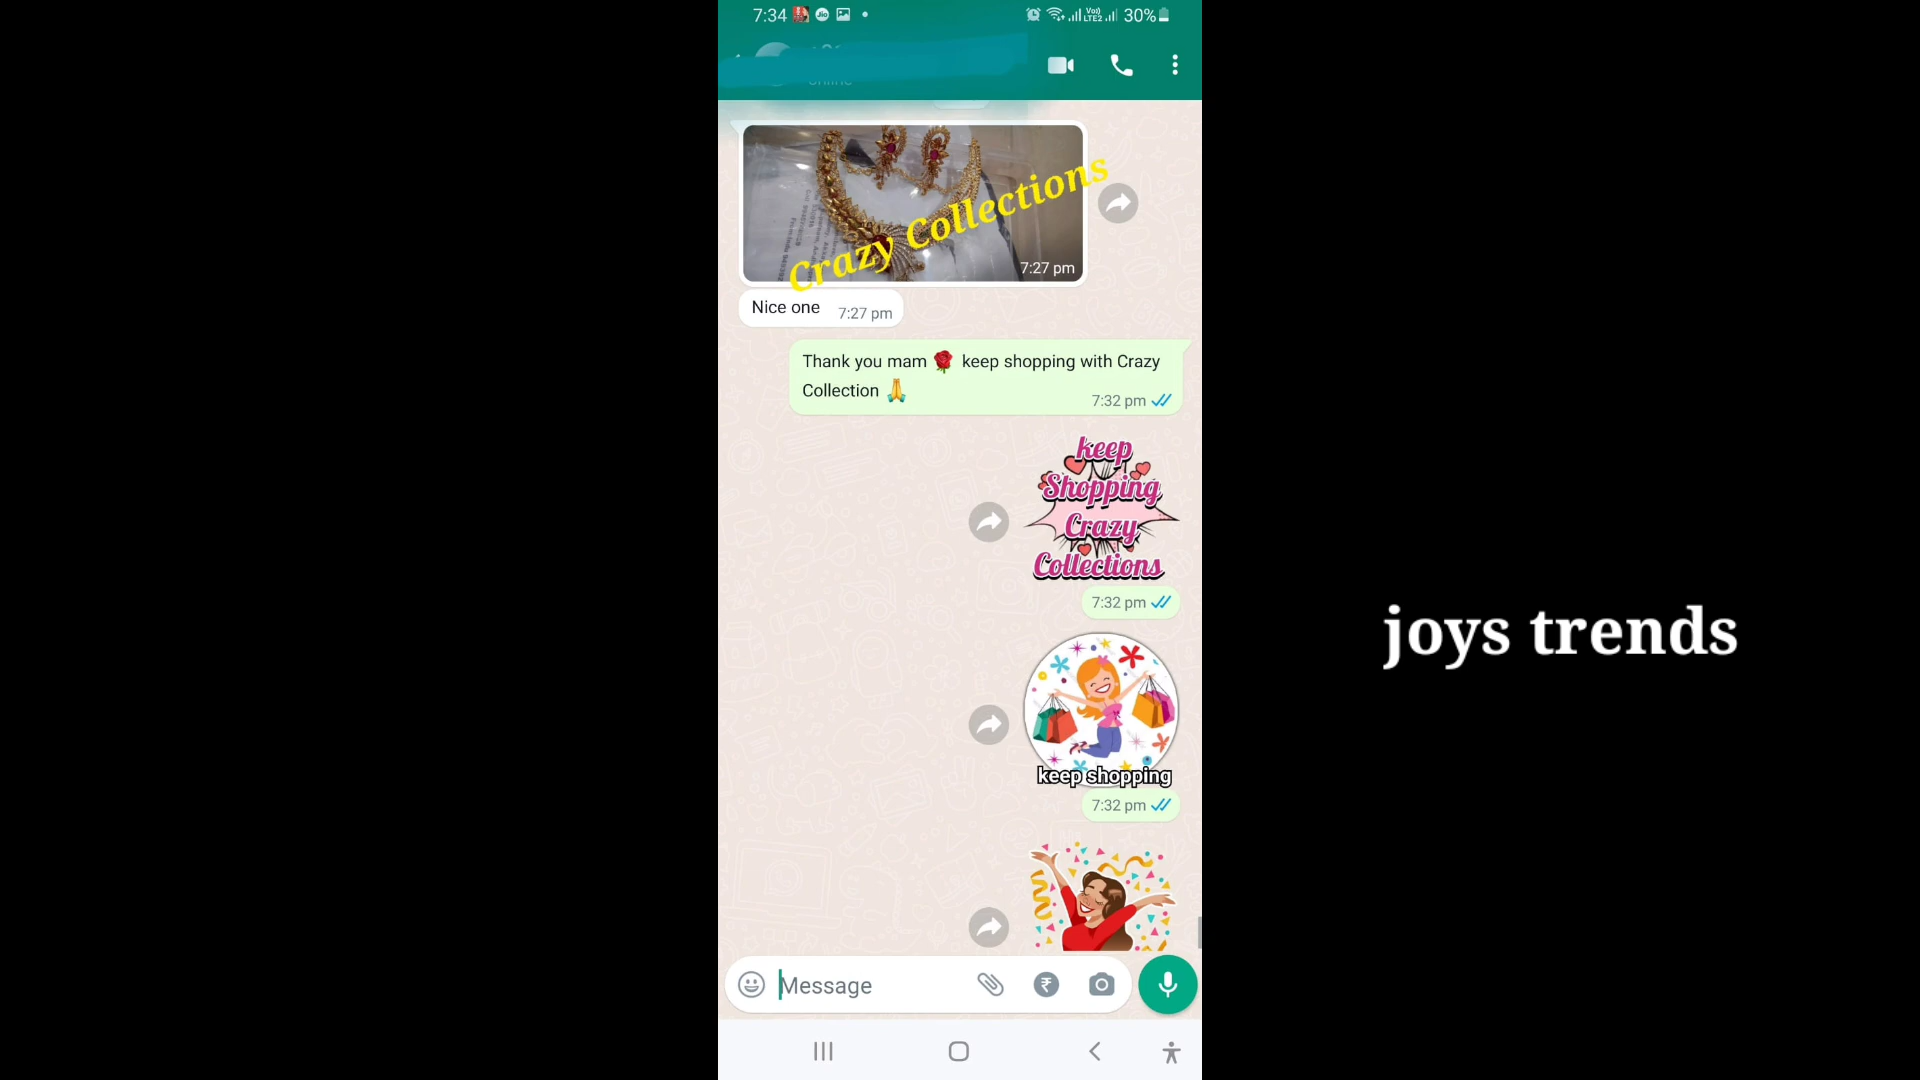 7:34
30%
Crazy Collections
7:27 pm
Nice one
7:27 pm
Thank you mam 🌹 keep shopping with Crazy
Collection 🙏
7:32 pm
keep
Shopping
Crazy
Collections
7:32 pm
keep shopping
7:32 pm
Message
joys trends